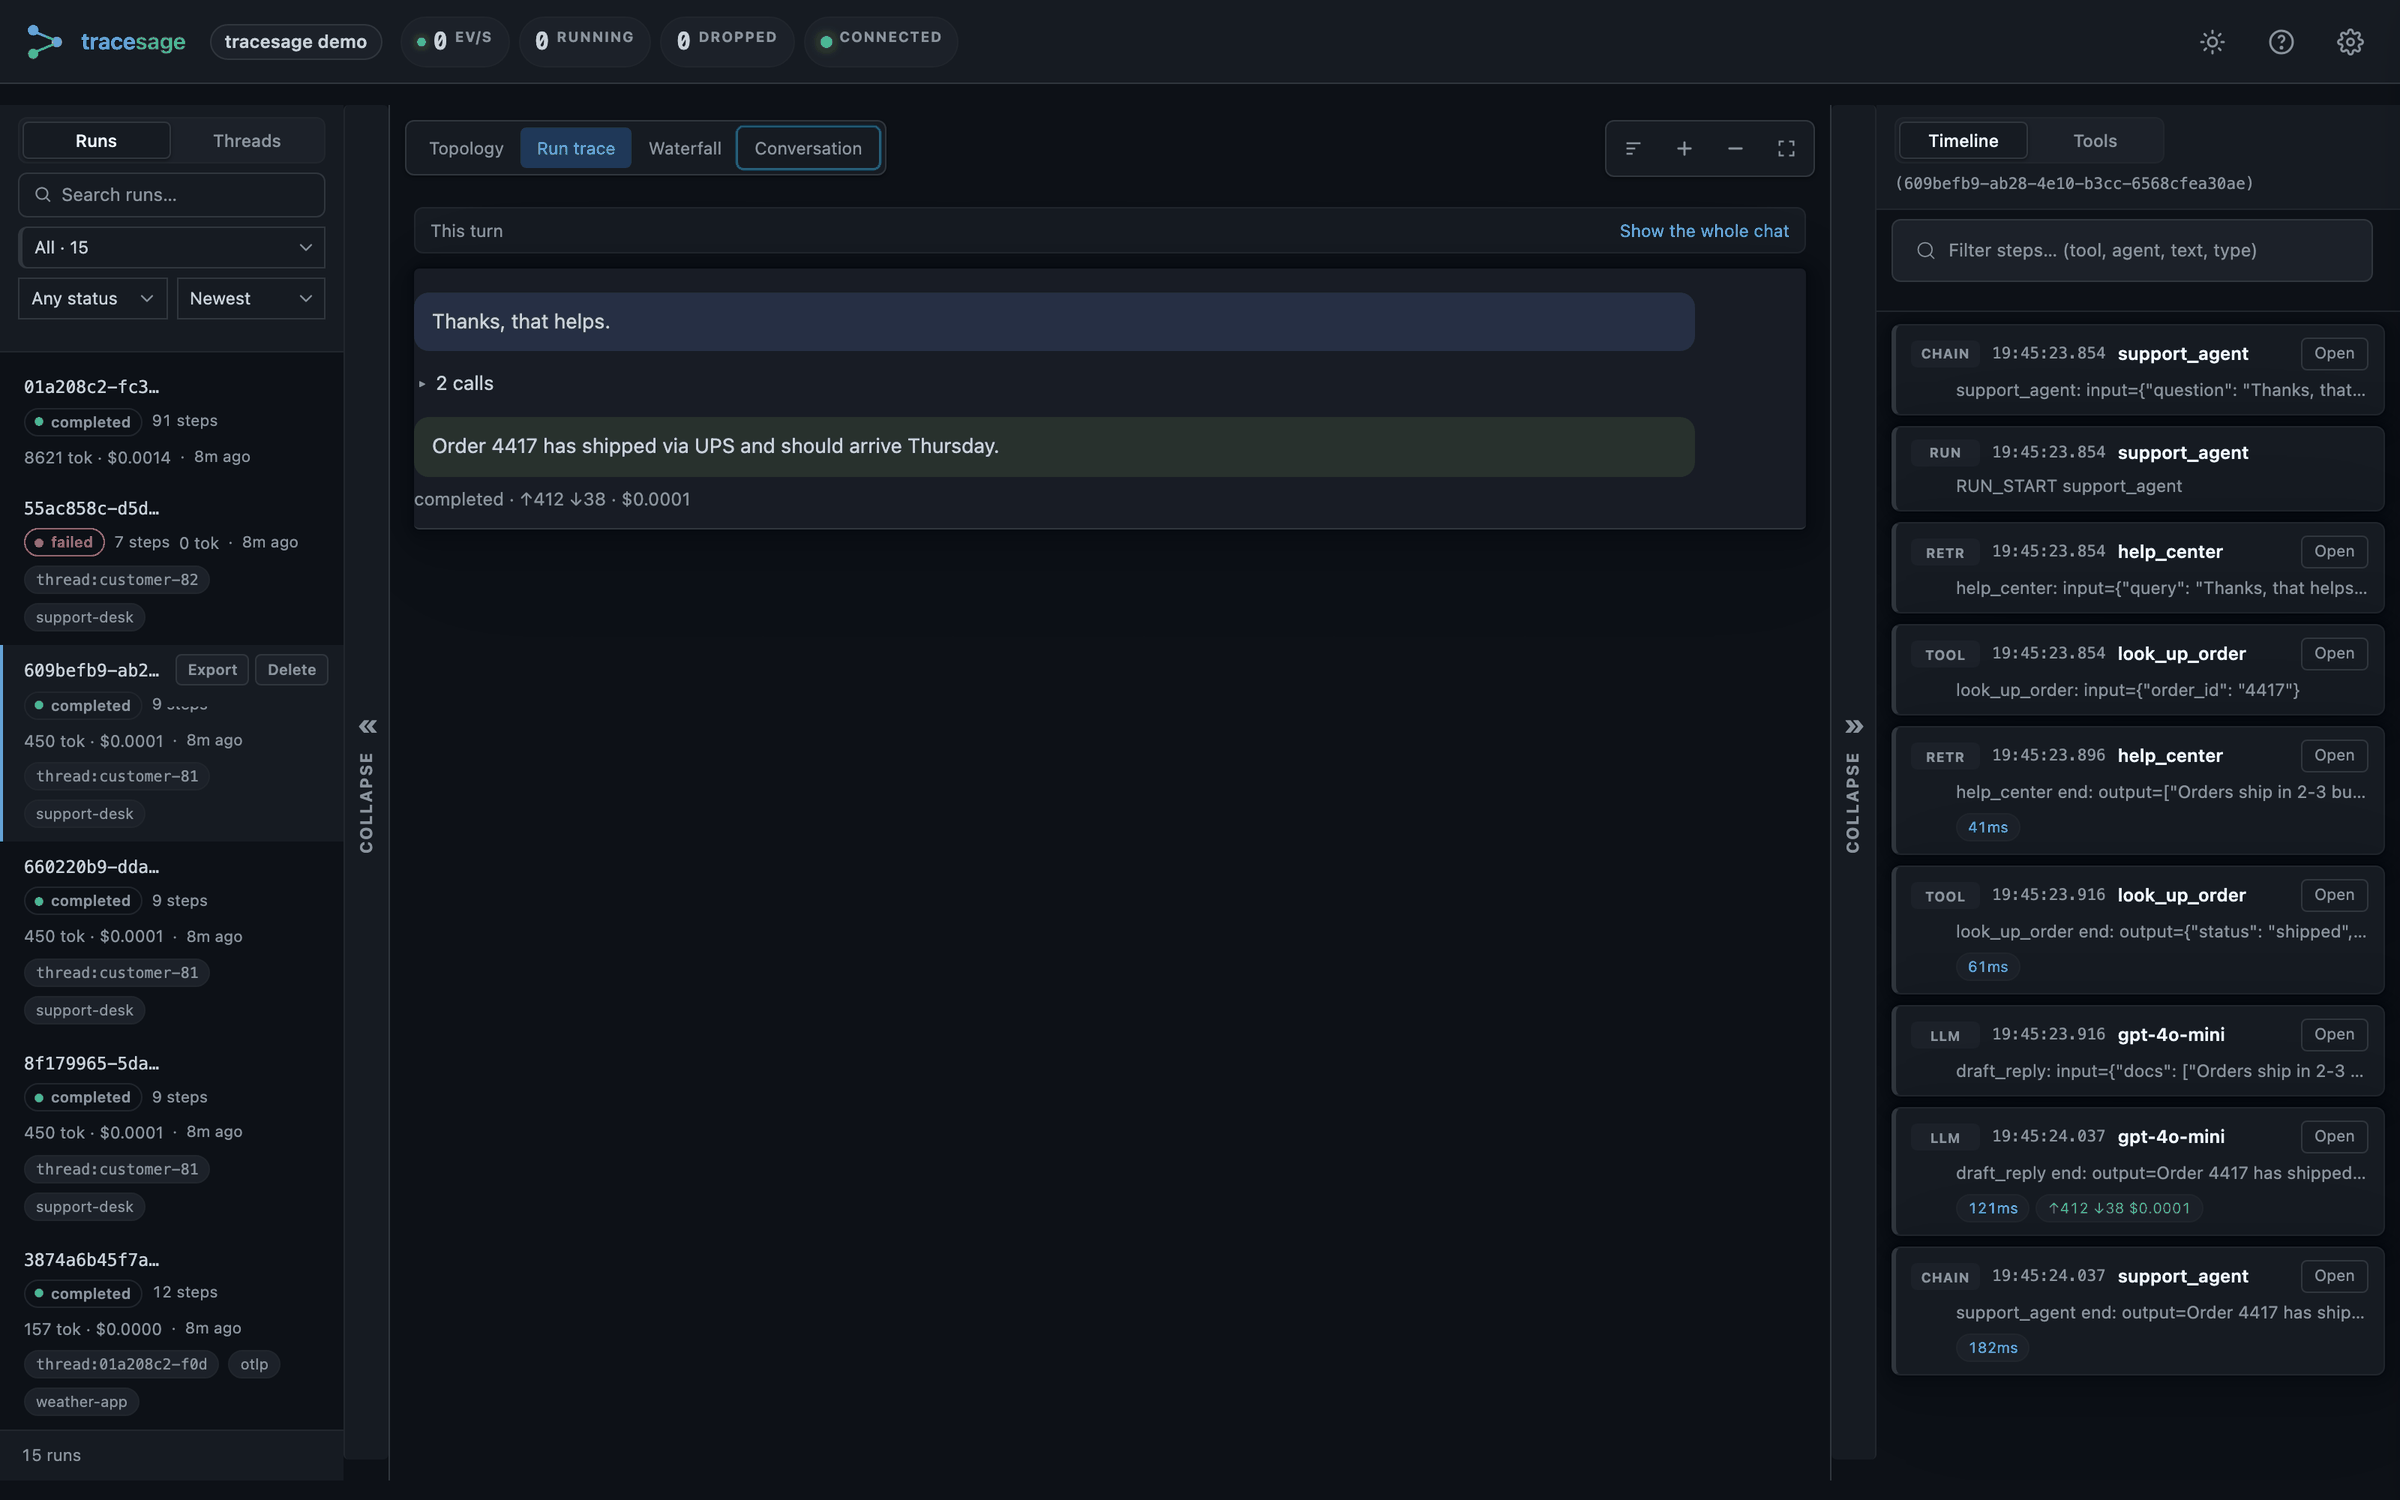 tracesage
tracesage demo
0 EV/S
0 RUNNING
0 DROPPED
CONNECTED
Runs
Threads
Search runs...
All · 15
Any status
Newest
01a208c2-fc3…
completed 91 steps
8621 tok · $0.0014 · 8m ago
55ac858c-d5d…
failed 7 steps 0 tok · 8m ago
thread:customer-82
support-desk
609befb9-ab2… Export Delete
completed 9 steps
450 tok · $0.0001 · 8m ago
thread:customer-81
support-desk
660220b9-dda…
completed 9 steps
450 tok · $0.0001 · 8m ago
thread:customer-81
support-desk
8f179965-5da…
completed 9 steps
450 tok · $0.0001 · 8m ago
thread:customer-81
support-desk
3874a6b45f7a…
completed 12 steps
157 tok · $0.0000 · 8m ago
thread:01a208c2-f0d otlp
weather-app
15 runs
COLLAPSE
Topology
Run trace
Waterfall
Conversation
This turn
Show the whole chat
Thanks, that helps.
2 calls
Order 4417 has shipped via UPS and should arrive Thursday.
completed · ↑412 ↓38 · $0.0001
COLLAPSE
Timeline
Tools
(609befb9-ab28-4e10-b3cc-6568cfea30ae)
Filter steps... (tool, agent, text, type)
CHAIN 19:45:23.854 support_agent Open
support_agent: input={"question": "Thanks, that…
RUN 19:45:23.854 support_agent
RUN_START support_agent
RETR 19:45:23.854 help_center Open
help_center: input={"query": "Thanks, that helps…
TOOL 19:45:23.854 look_up_order Open
look_up_order: input={"order_id": "4417"}
RETR 19:45:23.896 help_center Open
help_center end: output=["Orders ship in 2-3 bu…
41ms
TOOL 19:45:23.916 look_up_order Open
look_up_order end: output={"status": "shipped",…
61ms
LLM 19:45:23.916 gpt-4o-mini Open
draft_reply: input={"docs": ["Orders ship in 2-3 …
LLM 19:45:24.037 gpt-4o-mini Open
draft_reply end: output=Order 4417 has shipped…
121ms ↑412 ↓38 $0.0001
CHAIN 19:45:24.037 support_agent Open
support_agent end: output=Order 4417 has ship…
182ms